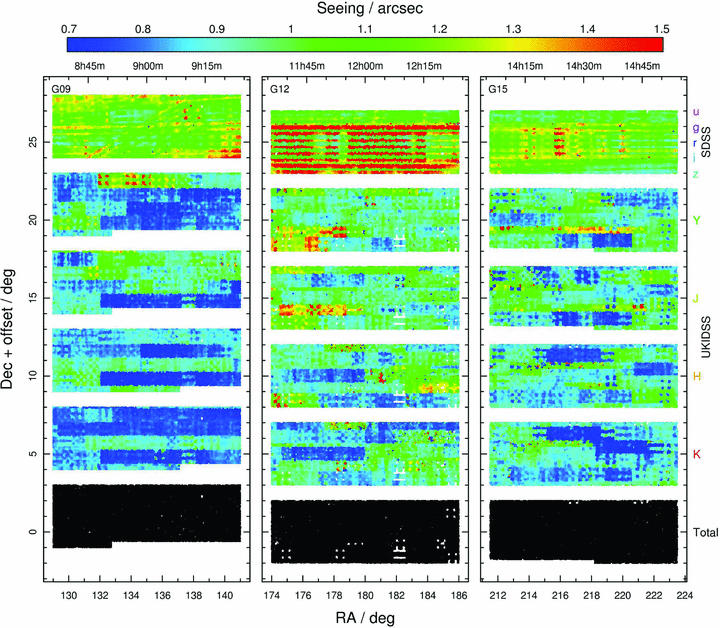 Seeing / arcsec
0.7 0.8 0.9 1 1.1 1.2 1.3 1.4 1.5
8h45m 9h00m 9h15m 11h45m 12h00m 12h15m 14h15m 14h30m 14h45m
G09 G12 G15
u
g
r
i
z
SDSS
Y
J
H
K
UKIDSS
Total
25
20
15
10
5
0
Dec + offset / deg
130 132 134 136 138 140 174 176 178 180 182 184 186 212 214 216 218 220 222 224
RA / deg